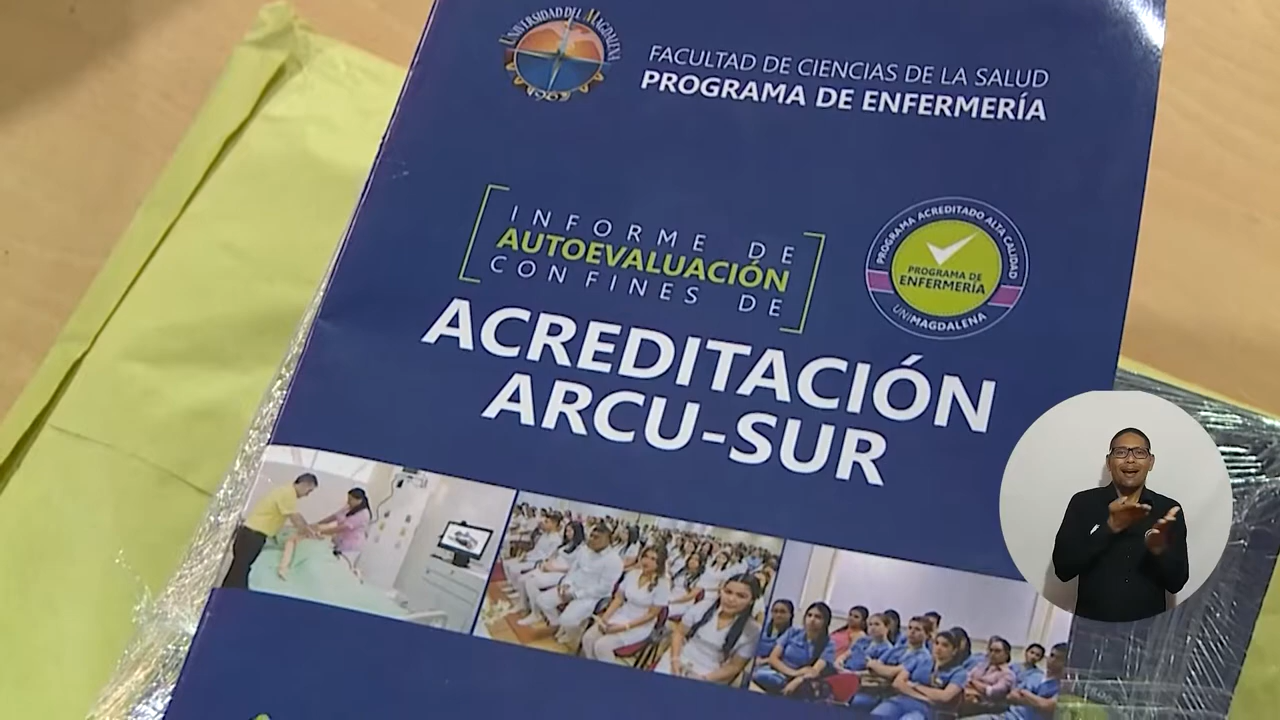 UNIVERSIDAD DEL MAGDALENA
1962
FACULTAD DE CIENCIAS DE LA SALUD
PROGRAMA DE ENFERMERÍA
INFORME DE
AUTOEVALUACIÓN
CON FINES DE
ACREDITACIÓN
ARCU-SUR
PROGRAMA ACREDITADO ALTA CALIDAD
PROGRAMA DE
ENFERMERÍA
UNIMAGDALENA